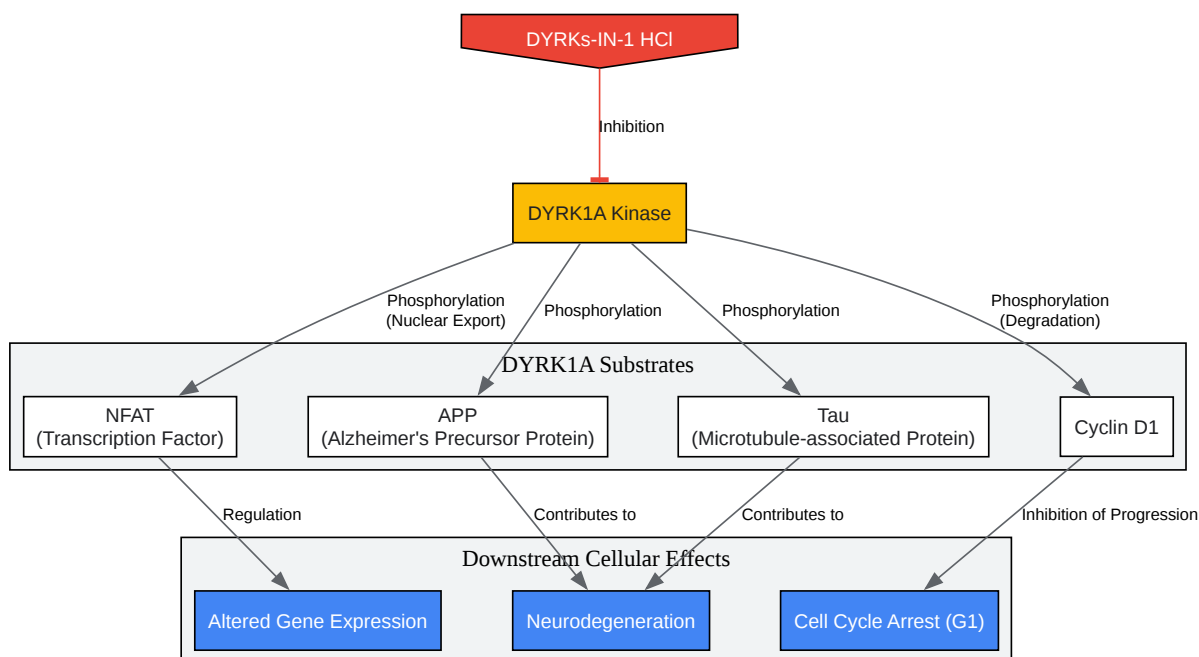 DYRKs-IN-1 HCl
Inhibition
DYRK1A Kinase
Phosphorylation
(Nuclear Export)
Phosphorylation
Phosphorylation
Phosphorylation
(Degradation)
DYRK1A Substrates
NFAT
(Transcription Factor)
APP
(Alzheimer's Precursor Protein)
Tau
(Microtubule-associated Protein)
Cyclin D1
Regulation
Contributes to
Contributes to
Inhibition of Progression
Downstream Cellular Effects
Altered Gene Expression
Neurodegeneration
Cell Cycle Arrest (G1)